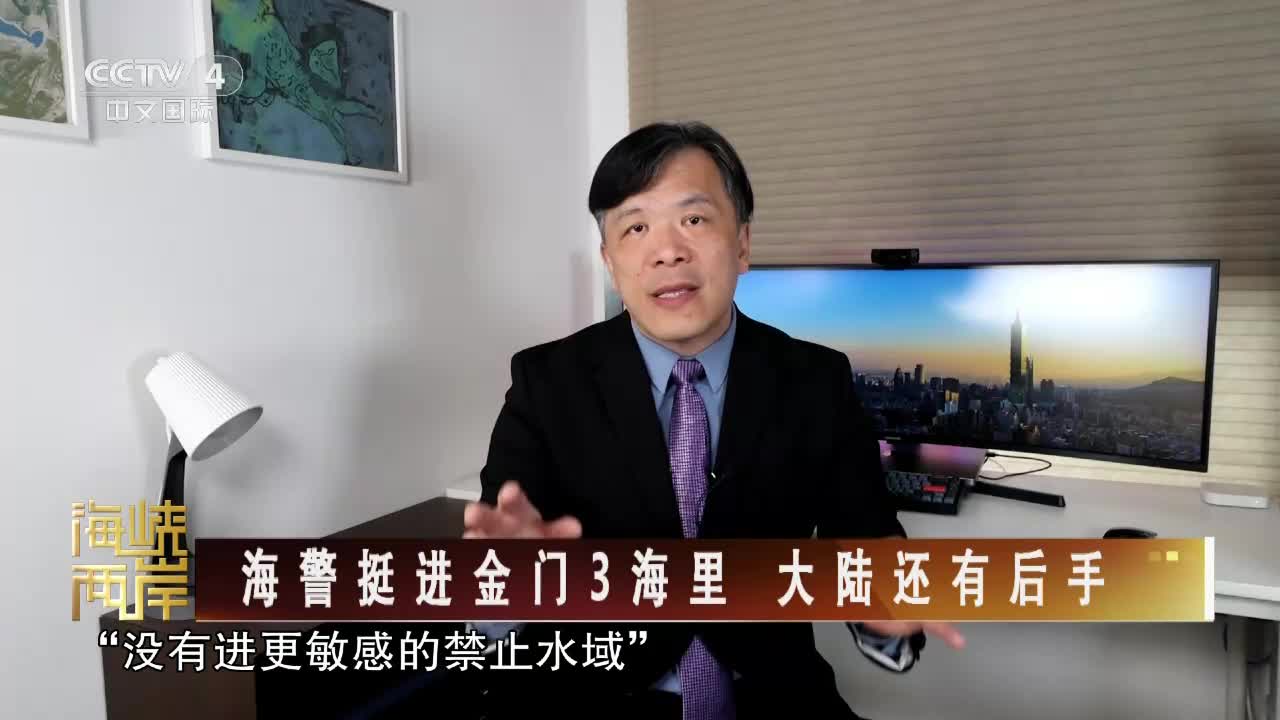 CCTV 4
中文国际
海峡
两岸
海警挺进金门3海里 大陆还有后手
“没有进更敏感的禁止水域”